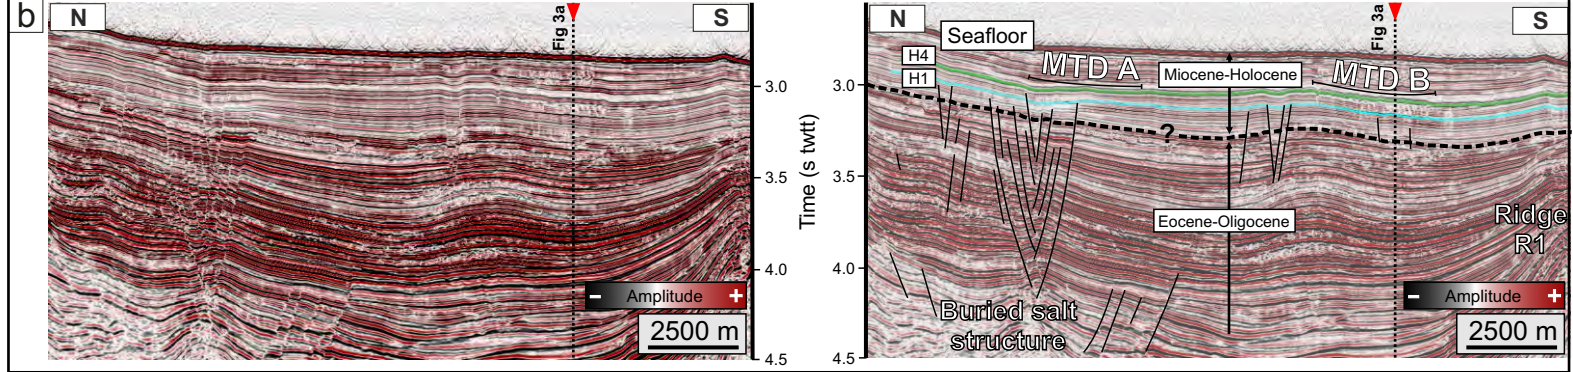 b
N
Fig 3a
S
3.0
3.5
4.0
4.5
− Amplitude +
2500 m
Time (s twtt)
N
Seafloor
Fig 3a
S
H4
H1
MTD A
Miocene-Holocene
MTD B
3.0
?
3.5
Eocene-Oligocene
Ridge
R1
4.0
− Amplitude +
Buried salt
structure
2500 m
4.5